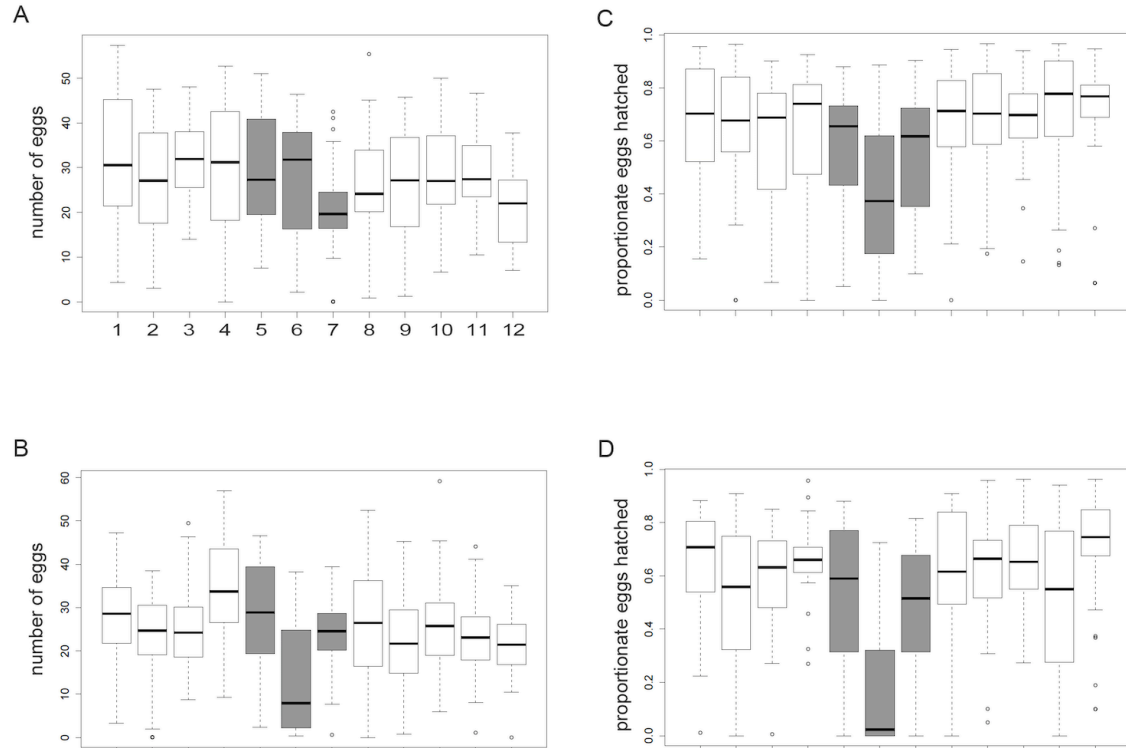 A
number of eggs
0 10 20 30 40 50
1 2 3 4 5 6 7 8 9 10 11 12
C
proportionate eggs hatched
0.0 0.2 0.4 0.6 0.8 1.0
B
number of eggs
0 10 20 30 40 50 60
D
proportionate eggs hatched
0.0 0.2 0.4 0.6 0.8 1.0